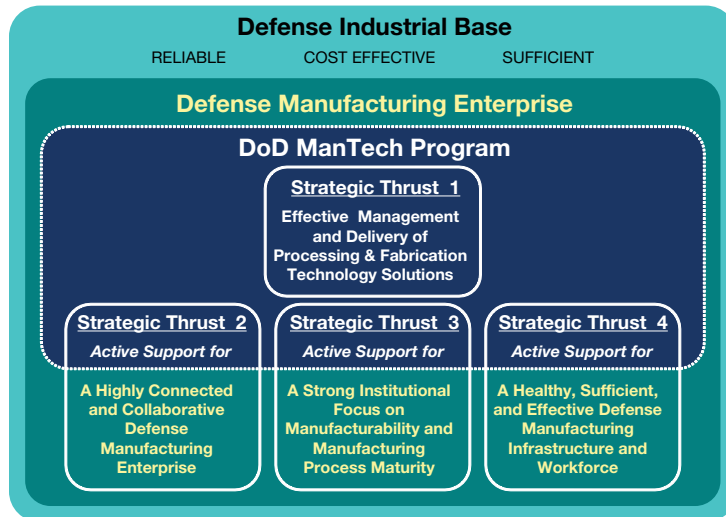 Defense Industrial Base
RELIABLE COST EFFECTIVE SUFFICIENT
Defense Manufacturing Enterprise
DoD ManTech Program
Strategic Thrust 1
Effective Management
and Delivery of
Processing & Fabrication
Technology Solutions
Strategic Thrust 2
Active Support for
A Highly Connected
and Collaborative
Defense
Manufacturing
Enterprise
Strategic Thrust 3
Active Support for
A Strong Institutional
Focus on
Manufacturability and
Manufacturing
Process Maturity
Strategic Thrust 4
Active Support for
A Healthy, Sufficient,
and Effective Defense
Manufacturing
Infrastructure and
Workforce